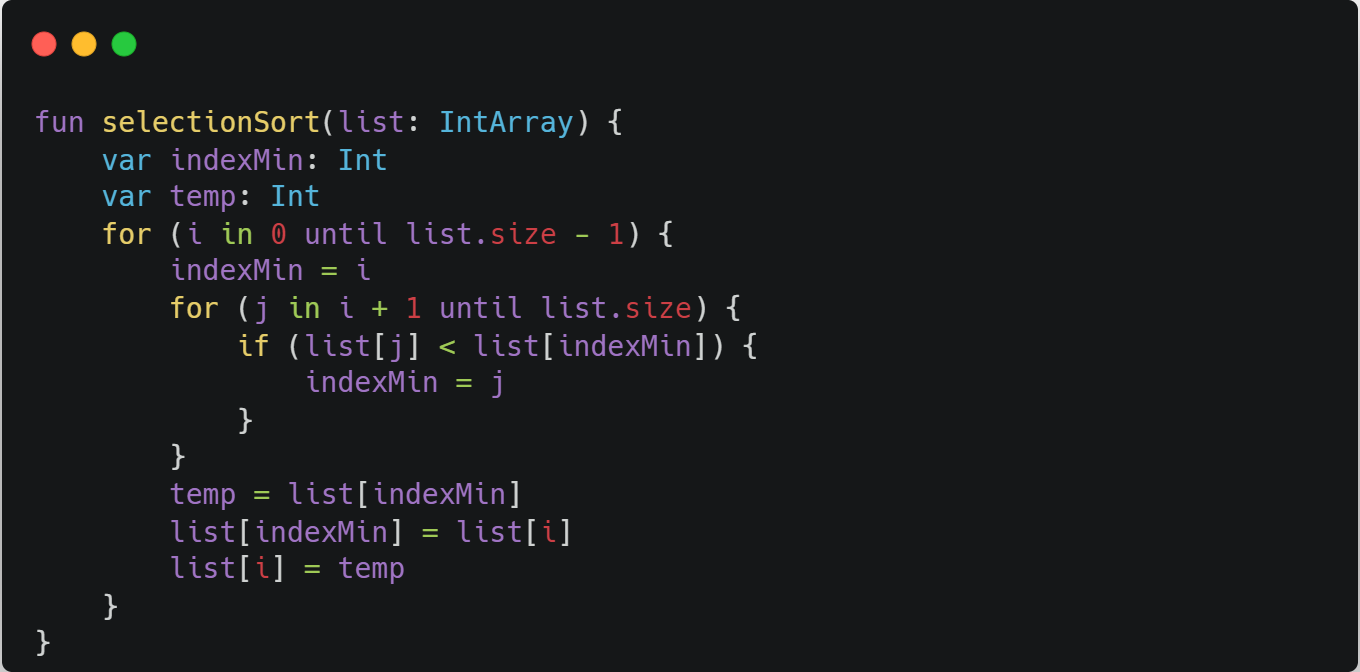 fun selectionSort(list: IntArray) {
    var indexMin: Int
    var temp: Int
    for (i in 0 until list.size - 1) {
        indexMin = i
        for (j in i + 1 until list.size) {
            if (list[j] < list[indexMin]) {
                indexMin = j
            }
        }
        temp = list[indexMin]
        list[indexMin] = list[i]
        list[i] = temp
    }
}